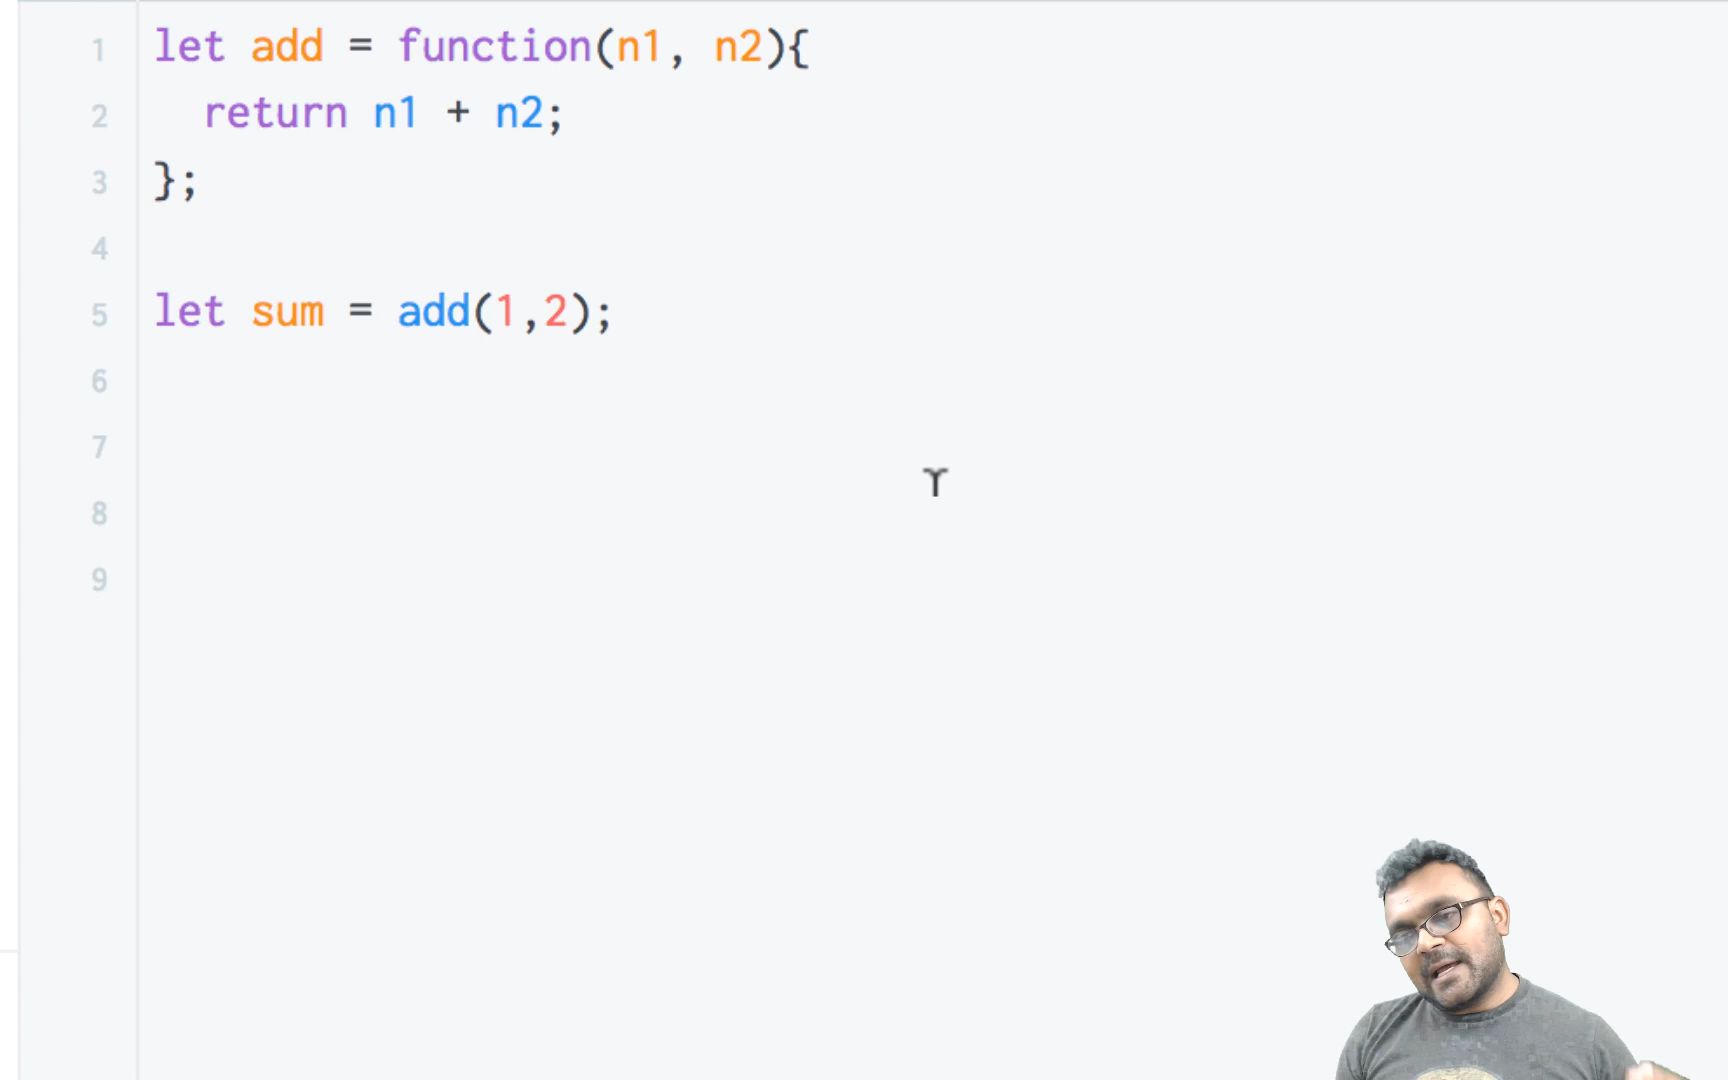 1 let add = function(n1, n2){
2   return n1 + n2;
3 };
4
5 let sum = add(1,2);
6
7
8
9